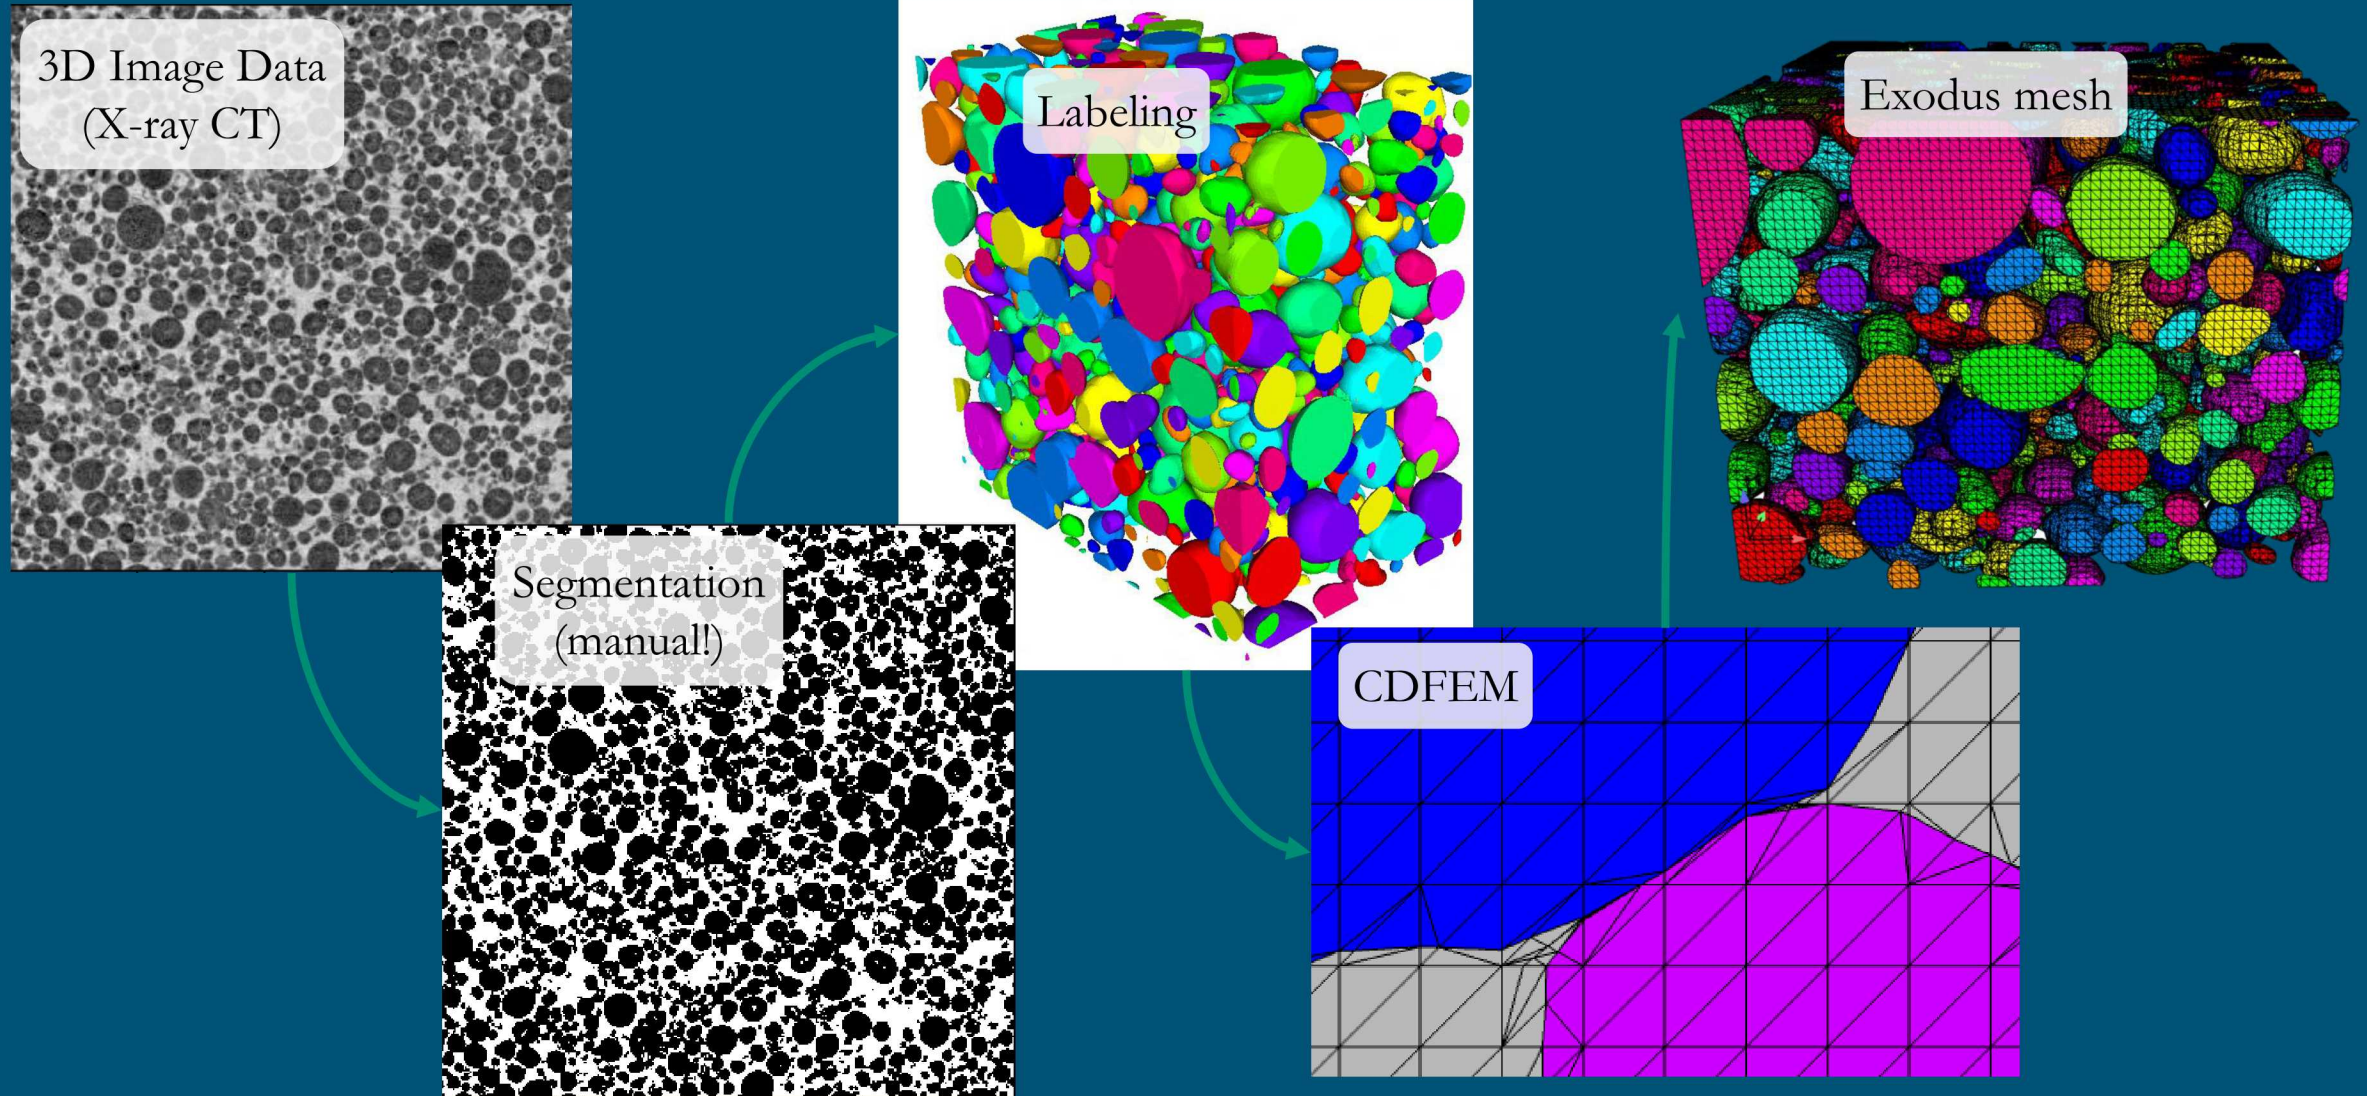 3D Image Data
(X-ray CT)
Segmentation
(manual!)
Labeling
CDFEM
Exodus mesh